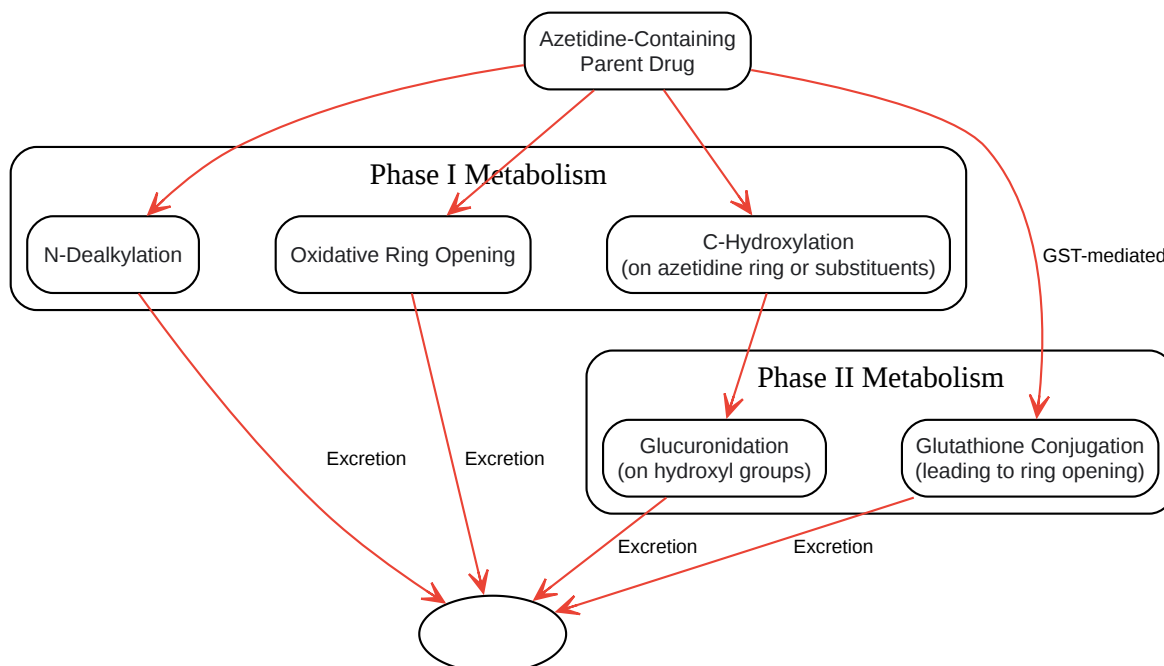 Azetidine-Containing
Parent Drug
Phase I Metabolism
N-Dealkylation
Oxidative Ring Opening
C-Hydroxylation
(on azetidine ring or substituents)
GST-mediated
Phase II Metabolism
Glucuronidation
(on hydroxyl groups)
Glutathione Conjugation
(leading to ring opening)
Excretion
Excretion
Excretion
Excretion